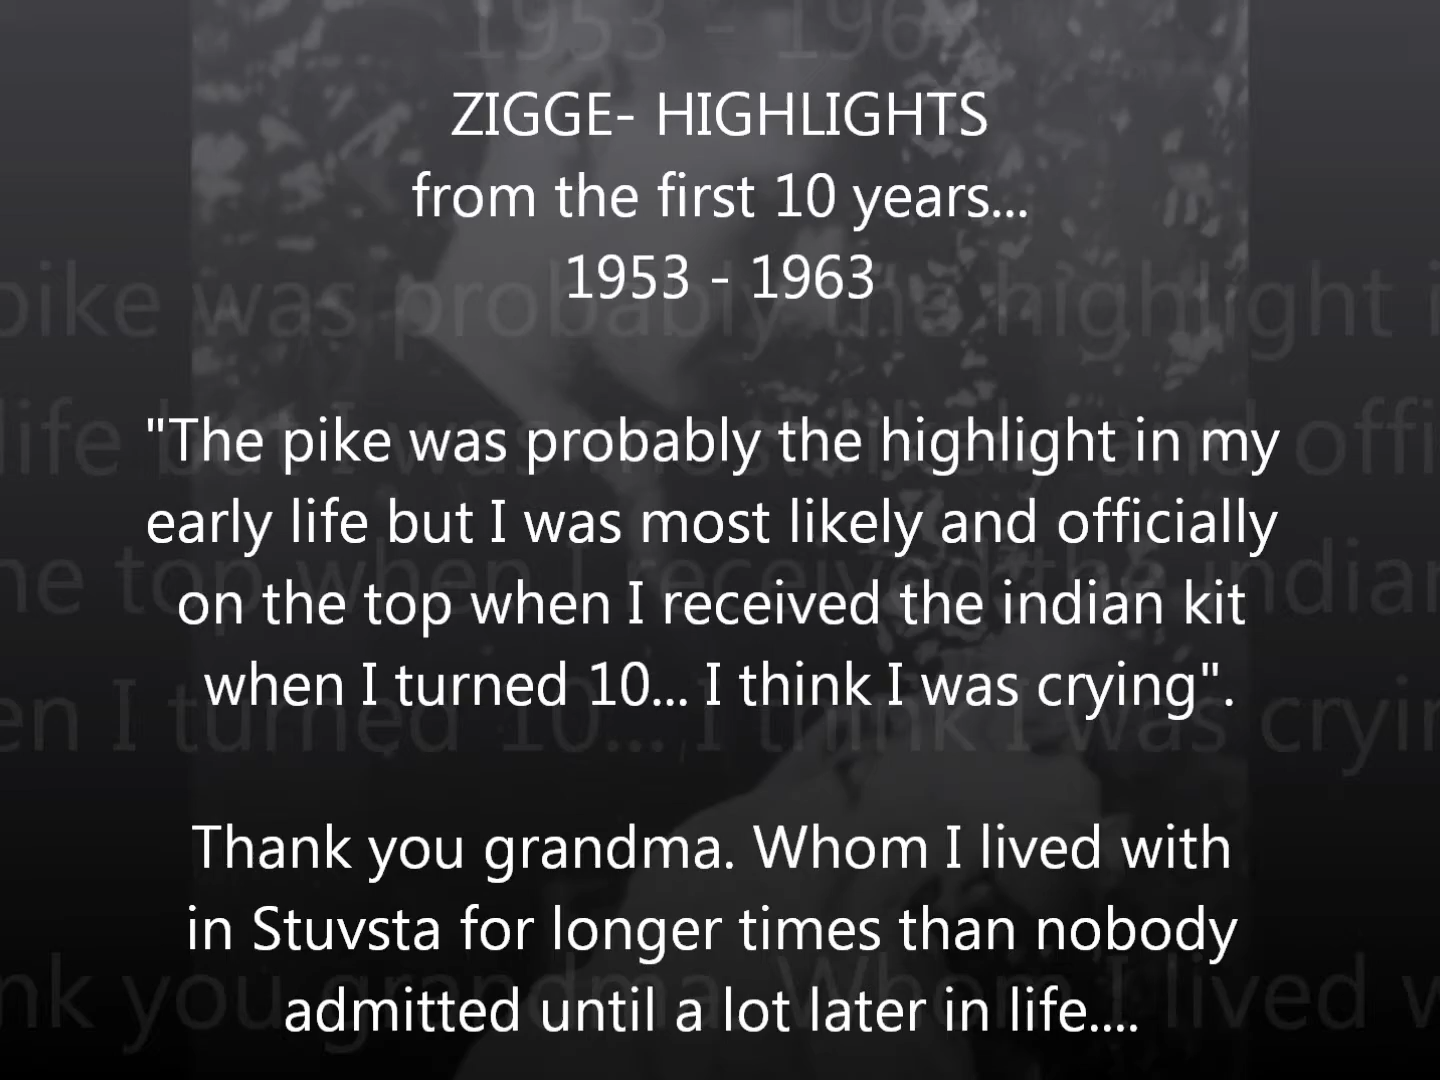 ZIGGE- HIGHLIGHTS
from the first 10 years...
1953 - 1963
"The pike was probably the highlight in my
early life but I was most likely and officially
on the top when I received the indian kit
when I turned 10... I think I was crying".
Thank you grandma. Whom I lived with
in Stuvsta for longer times than nobody
admitted until a lot later in life....